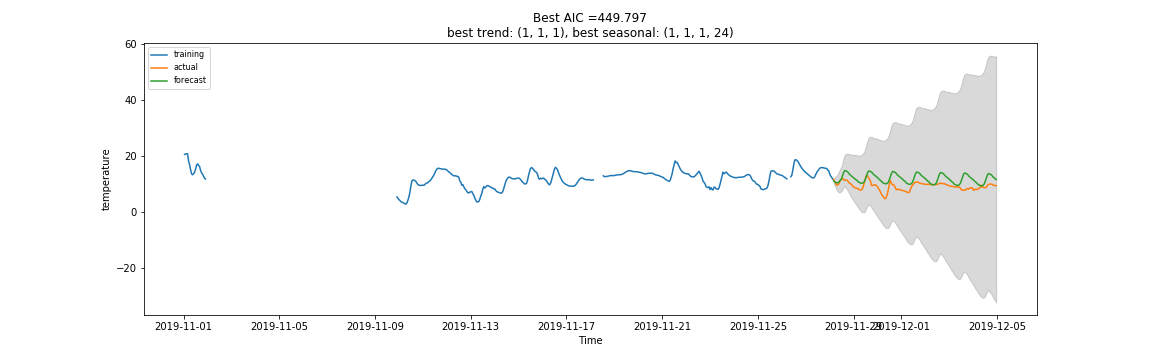 Best AIC =449.797
best trend: (1, 1, 1), best seasonal: (1, 1, 1, 24)
training
actual
forecast
60
40
20
0
−20
temperature
2019-11-01
2019-11-05
2019-11-09
2019-11-13
2019-11-17
2019-11-21
2019-11-25
2019-11-29
2019-12-01
2019-12-05
Time